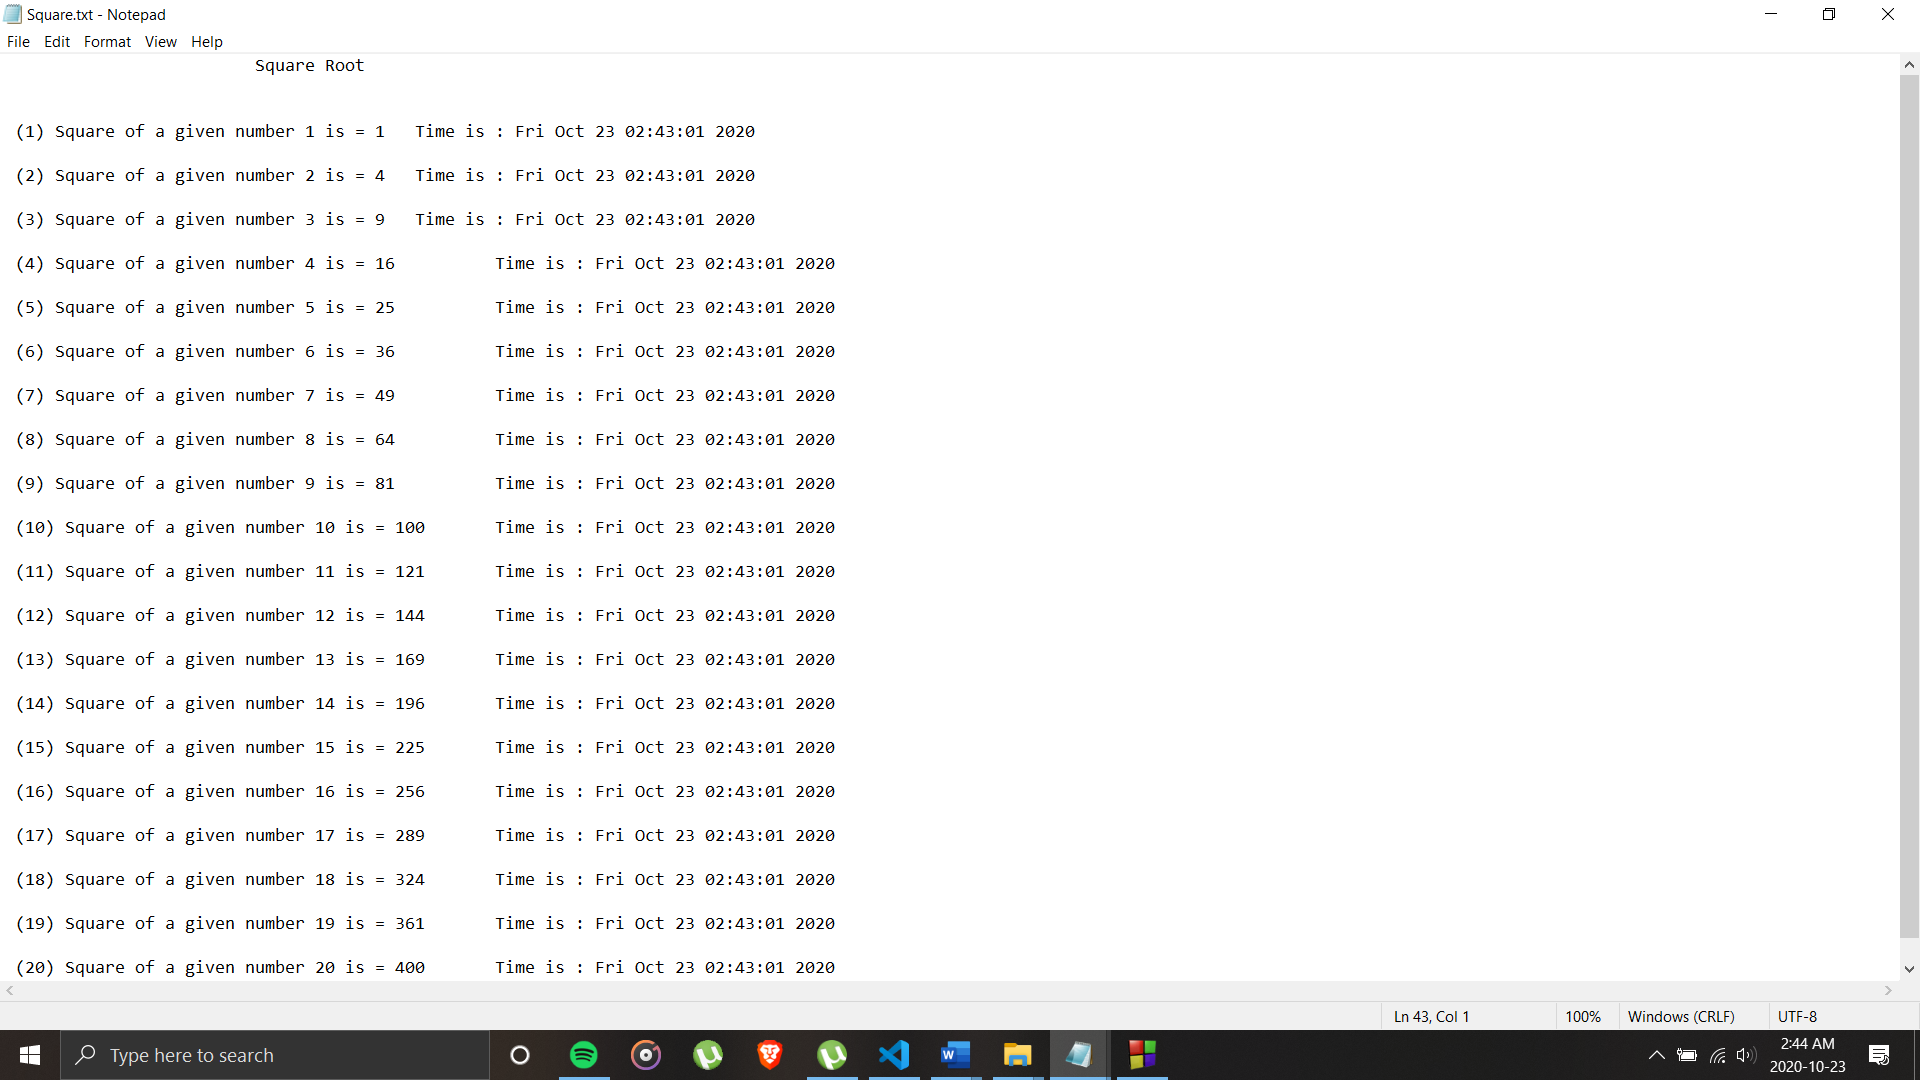 Square.txt - Notepad
File Edit Format View Help
Square Root
(1) Square of a given number 1 is = 1 Time is : Fri Oct 23 02:43:01 2020
(2) Square of a given number 2 is = 4 Time is : Fri Oct 23 02:43:01 2020
(3) Square of a given number 3 is = 9 Time is : Fri Oct 23 02:43:01 2020
(4) Square of a given number 4 is = 16 Time is : Fri Oct 23 02:43:01 2020
(5) Square of a given number 5 is = 25 Time is : Fri Oct 23 02:43:01 2020
(6) Square of a given number 6 is = 36 Time is : Fri Oct 23 02:43:01 2020
(7) Square of a given number 7 is = 49 Time is : Fri Oct 23 02:43:01 2020
(8) Square of a given number 8 is = 64 Time is : Fri Oct 23 02:43:01 2020
(9) Square of a given number 9 is = 81 Time is : Fri Oct 23 02:43:01 2020
(10) Square of a given number 10 is = 100 Time is : Fri Oct 23 02:43:01 2020
(11) Square of a given number 11 is = 121 Time is : Fri Oct 23 02:43:01 2020
(12) Square of a given number 12 is = 144 Time is : Fri Oct 23 02:43:01 2020
(13) Square of a given number 13 is = 169 Time is : Fri Oct 23 02:43:01 2020
(14) Square of a given number 14 is = 196 Time is : Fri Oct 23 02:43:01 2020
(15) Square of a given number 15 is = 225 Time is : Fri Oct 23 02:43:01 2020
(16) Square of a given number 16 is = 256 Time is : Fri Oct 23 02:43:01 2020
(17) Square of a given number 17 is = 289 Time is : Fri Oct 23 02:43:01 2020
(18) Square of a given number 18 is = 324 Time is : Fri Oct 23 02:43:01 2020
(19) Square of a given number 19 is = 361 Time is : Fri Oct 23 02:43:01 2020
(20) Square of a given number 20 is = 400 Time is : Fri Oct 23 02:43:01 2020
Ln 43, Col 1 100% Windows (CRLF) UTF-8
Type here to search
2:44 AM
2020-10-23